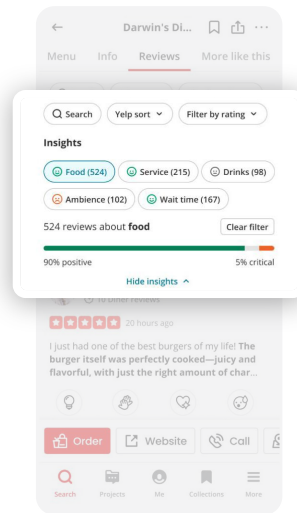 Darwin's Di...
Menu Info Reviews More like this
Search Yelp sort Filter by rating
Insights
Food (524) Service (215) Drinks (98)
Ambience (102) Wait time (167)
524 reviews about food Clear filter
90% positive 5% critical
Hide insights
10 other reviews
20 hours ago
I just had one of the best burgers of my life! The
burger itself was perfectly cooked—juicy and
flavorful, with just the right amount of char...
Order Website Call
Search Projects Me Collections More